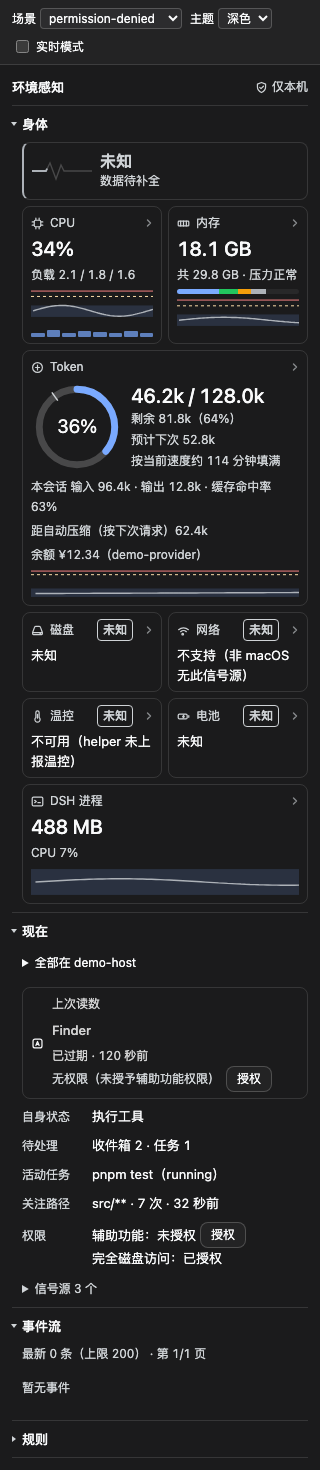 场景 permission-denied 主题 深色
实时模式
环境感知 仅本机
身体
未知
数据待补全
CPU
34%
负载 2.1 / 1.8 / 1.6
内存
18.1 GB
共 29.8 GB · 压力正常
Token
36%
46.2k / 128.0k
剩余 81.8k（64%）
预计下次 52.8k
按当前速度约 114 分钟填满
本会话 输入 96.4k · 输出 12.8k · 缓存命中率
63%
距自动压缩（按下次请求）62.4k
余额 ¥12.34（demo-provider）
磁盘 未知
未知
网络 未知
不支持（非 macOS
无此信号源）
温控 未知
不可用（helper 未上
报温控）
电池 未知
未知
DSH 进程
488 MB
CPU 7%
现在
全部在 demo-host
上次读数
Finder
已过期 · 120 秒前
无权限（未授予辅助功能权限） 授权
自身状态 执行工具
待处理 收件箱 2 · 任务 1
活动任务 pnpm test（running）
关注路径 src/** · 7 次 · 32 秒前
权限 辅助功能：未授权 授权
完全磁盘访问：已授权
信号源 3 个
事件流
最新 0 条（上限 200） · 第 1/1 页
暂无事件
规则